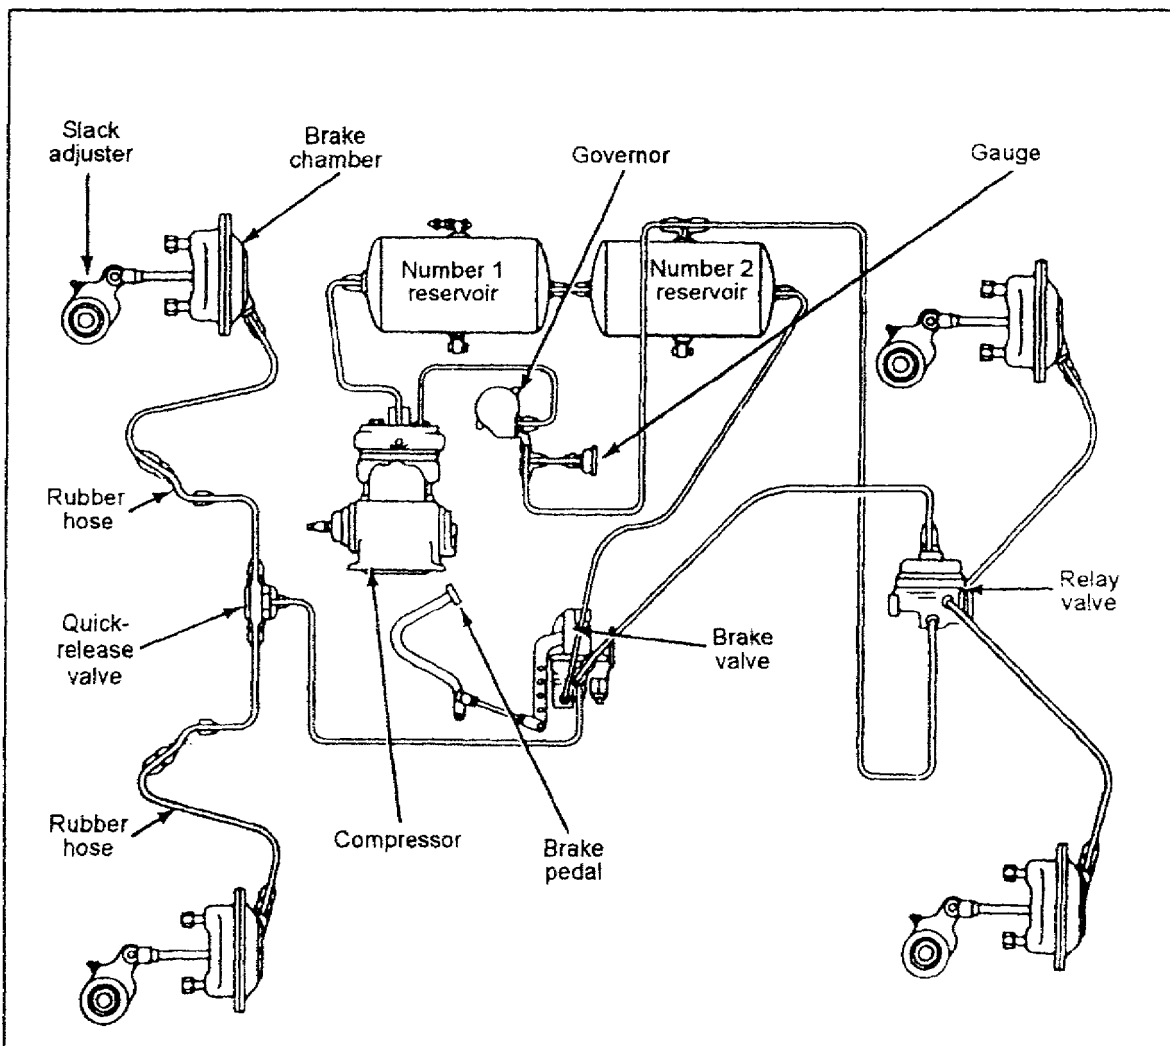 Slack
adjuster
Brake
chamber
Governor
Gauge
Number 1
reservoir
Number 2
reservoir
Rubber
hose
Quick-
release
valve
Relay
valve
Brake
valve
Rubber
hose
Compressor
Brake
pedal